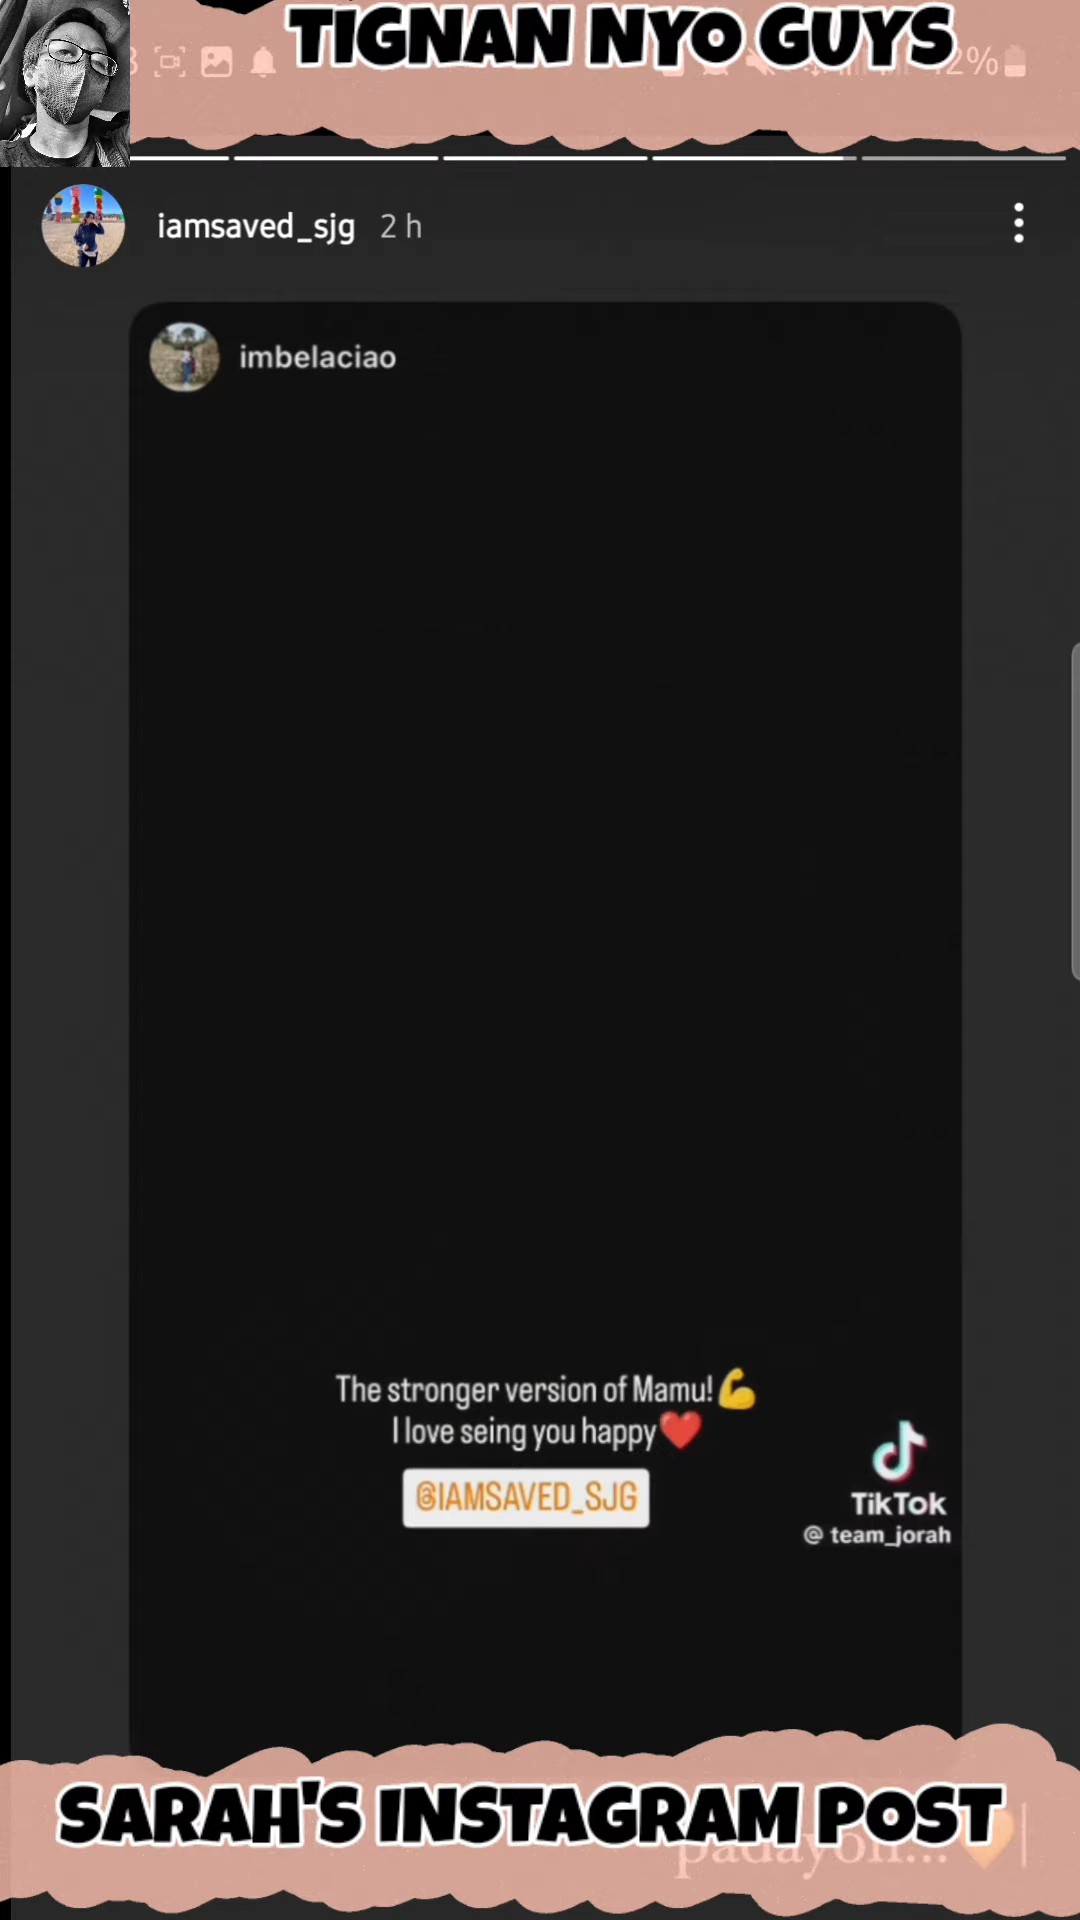 TIGNAN NYO GUYS
2%
iamsaved_sjg 2 h
imbelaciao
The stronger version of Mamu!💪
I love seing you happy❤️
@IAMSAVED_SJG
TikTok
@ team_jorah
SARAH'S INSTAGRAM POST
padayon... 🧡